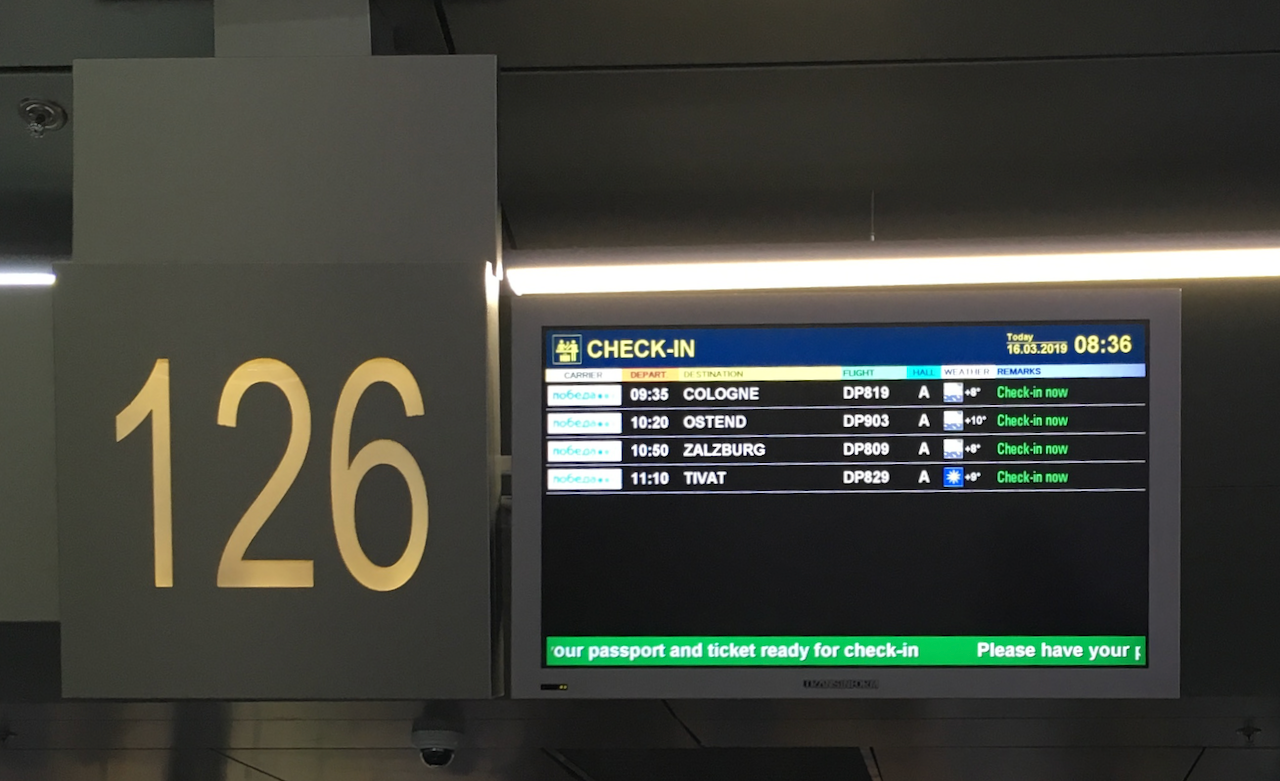 126
CHECK-IN
Today
16.03.2019 08:36
CARRIER DEPART DESTINATION FLIGHT HALL WEATHER REMARKS
победа 09:35 COLOGNE DP819 A +8° Check-in now
победа 10:20 OSTEND DP903 A +10° Check-in now
победа 10:50 ZALZBURG DP809 A +8° Check-in now
победа 11:10 TIVAT DP829 A +9° Check-in now
our passport and ticket ready for check-in Please have your